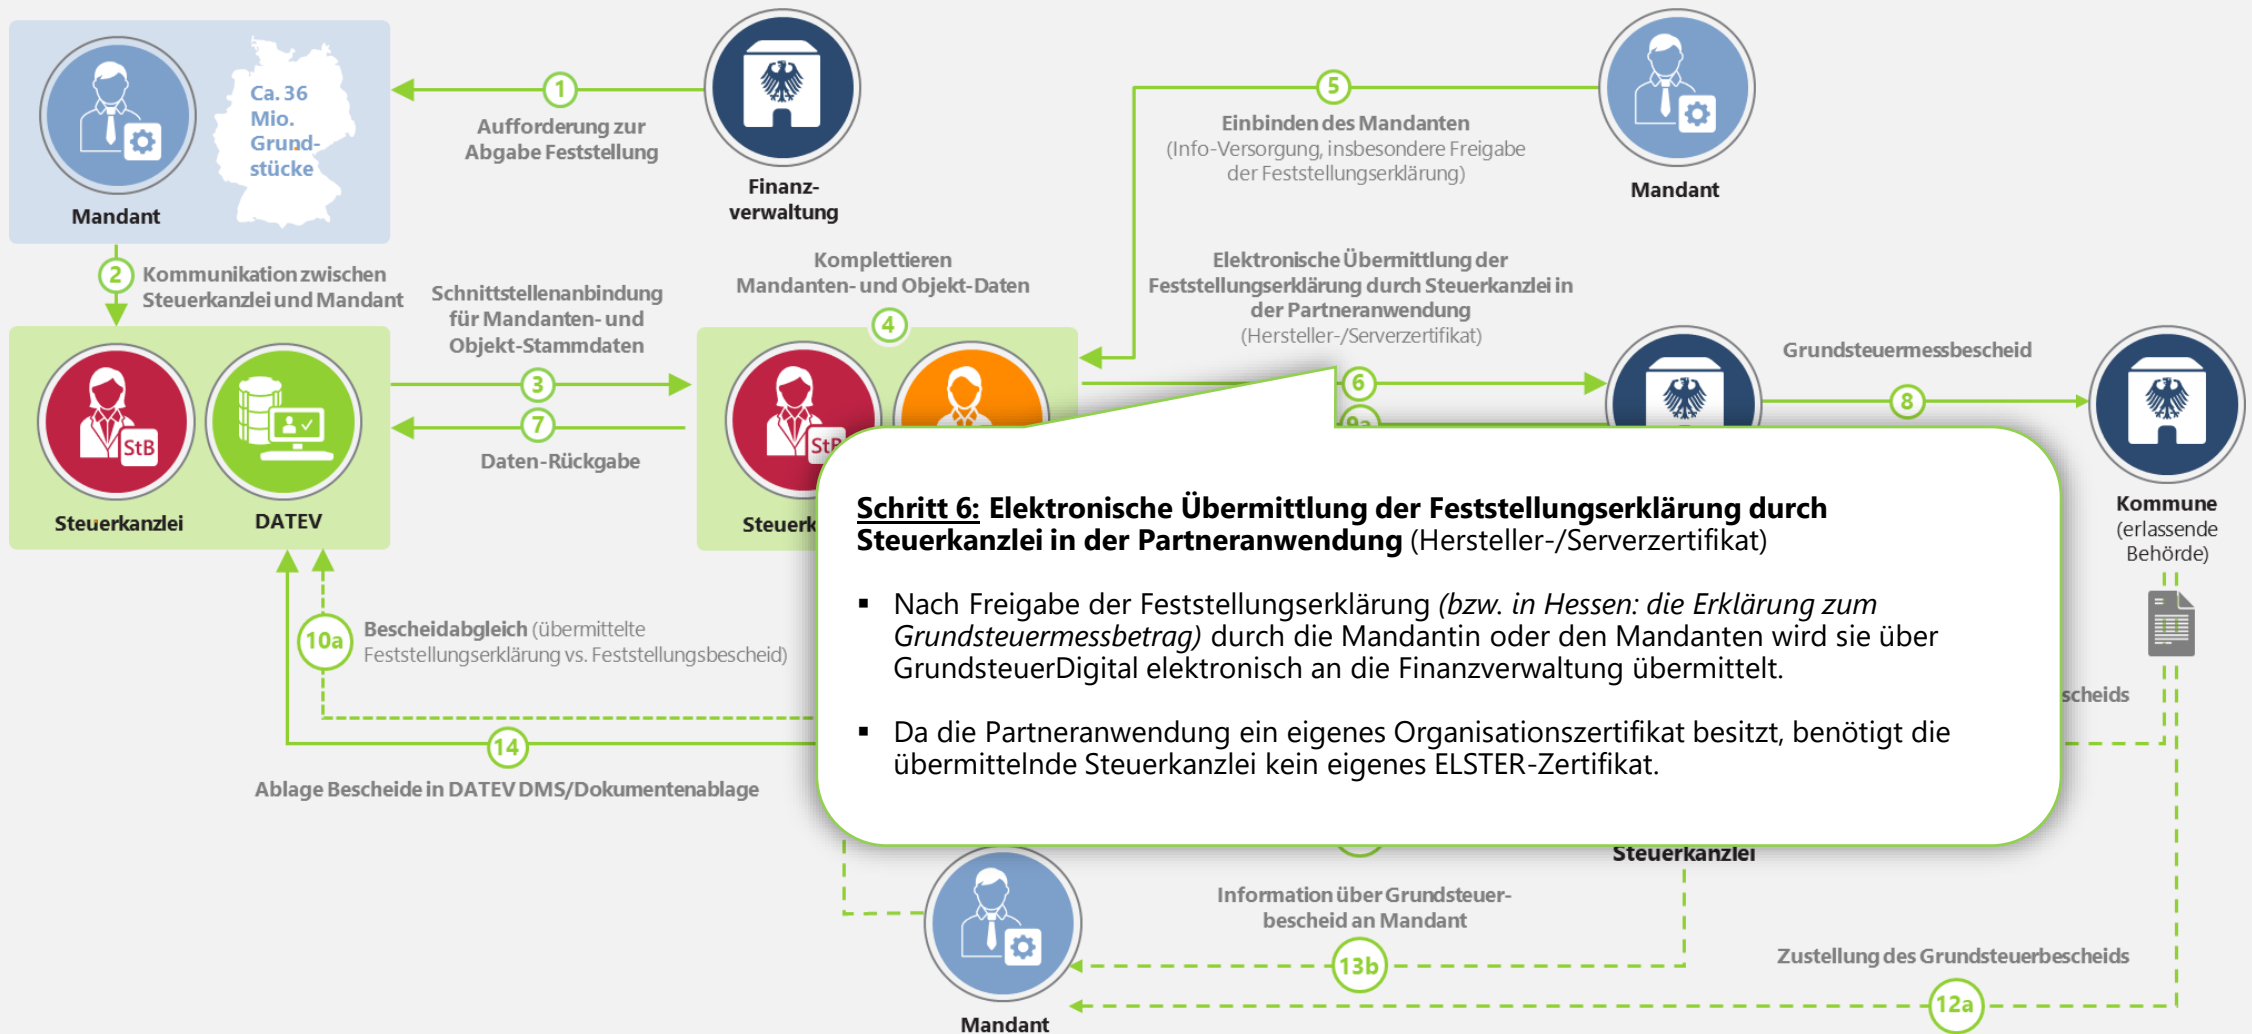 Ca. 36
Mio.
Grund-
stücke
Mandant
1
Aufforderung zur
Abgabe Feststellung
Finanz-
verwaltung
5
Einbinden des Mandanten
(Info-Versorgung, insbesondere Freigabe
der Feststellungserklärung)
Mandant
2
Kommunikation zwischen
Steuerkanzlei und Mandant
Schnittstellenanbindung
für Mandanten- und
Objekt-Stammdaten
3
7
Daten-Rückgabe
Komplettieren
Mandanten- und Objekt-Daten
4
Elektronische Übermittlung der
Feststellungserklärung durch Steuerkanzlei in
der Partneranwendung
(Hersteller-/Serverzertifikat)
6
9a
Grundsteuermessbescheid
8
StB
Steuerkanzlei
DATEV
StB
Steuerk
Kommune
(erlassende
Behörde)
Schritt 6: Elektronische Übermittlung der Feststellungserklärung durch
Steuerkanzlei in der Partneranwendung (Hersteller-/Serverzertifikat)
▪ Nach Freigabe der Feststellungserklärung (bzw. in Hessen: die Erklärung zum
Grundsteuermessbetrag) durch die Mandantin oder den Mandanten wird sie über
GrundsteuerDigital elektronisch an die Finanzverwaltung übermittelt.
▪ Da die Partneranwendung ein eigenes Organisationszertifikat besitzt, benötigt die
übermittelnde Steuerkanzlei kein eigenes ELSTER-Zertifikat.
10a
Bescheidabgleich (übermittelte
Feststellungserklärung vs. Feststellungsbescheid)
scheids
14
Ablage Bescheide in DATEV DMS/Dokumentenablage
Steuerkanzlei
Information über Grundsteuer-
bescheid an Mandant
13b
Zustellung des Grundsteuerbescheids
12a
Mandant